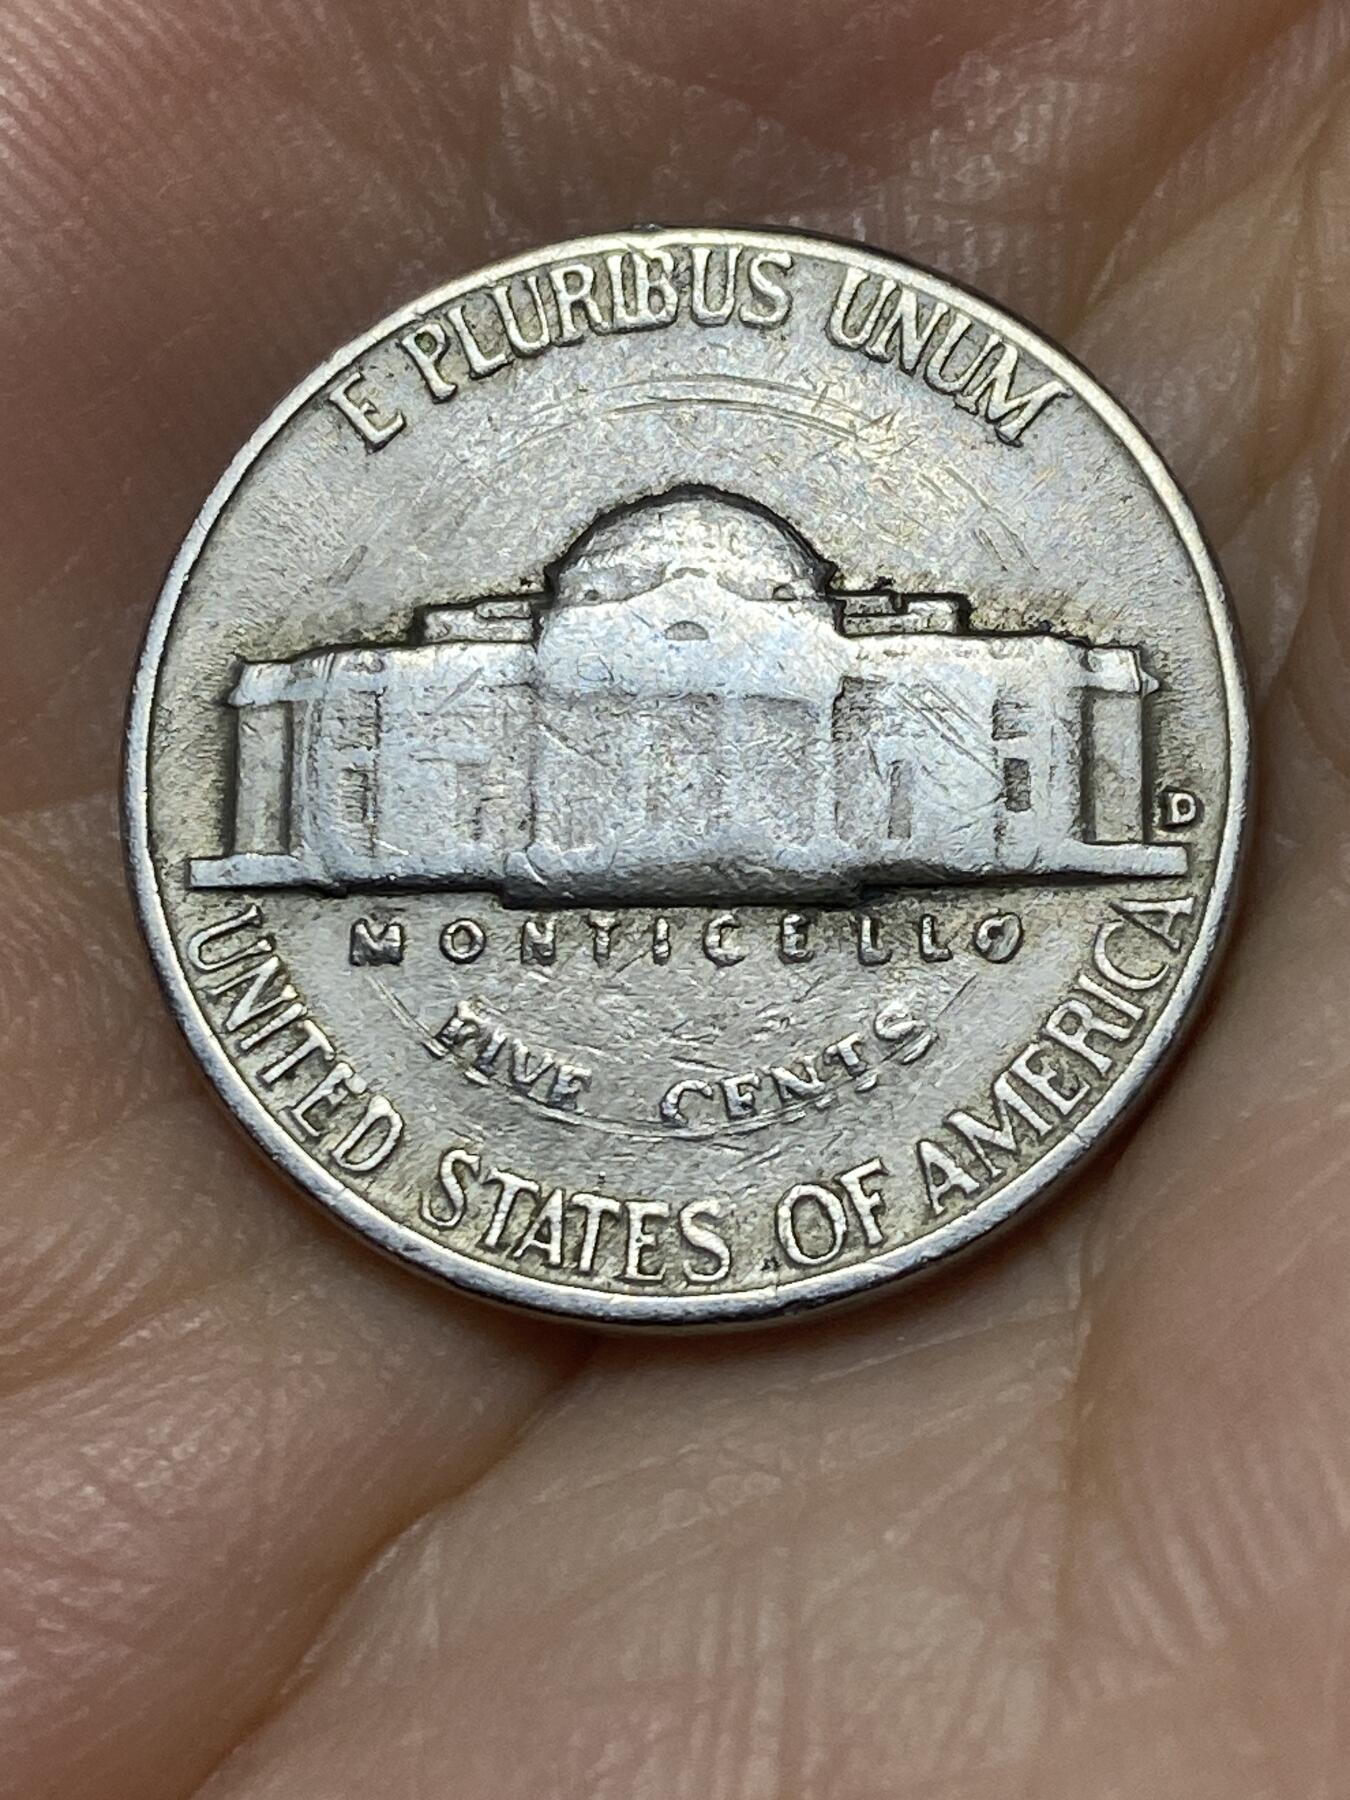 E PLURIBUS UNUM
D
MONTICELLO
FIVE CENTS
UNITED STATES OF AMERICA